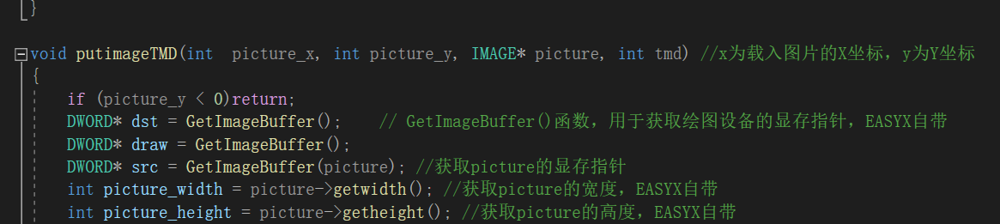 }
void putimageTMD(int  picture_x, int picture_y, IMAGE* picture, int tmd) //x为载入图片的X坐标，y为Y坐标
{
    if (picture_y < 0)return;
    DWORD* dst = GetImageBuffer();    // GetImageBuffer()函数，用于获取绘图设备的显存指针，EASYX自带
    DWORD* draw = GetImageBuffer();
    DWORD* src = GetImageBuffer(picture); //获取picture的显存指针
    int picture_width = picture->getwidth(); //获取picture的宽度，EASYX自带
    int picture_height = picture->getheight(); //获取picture的高度，EASYX自带